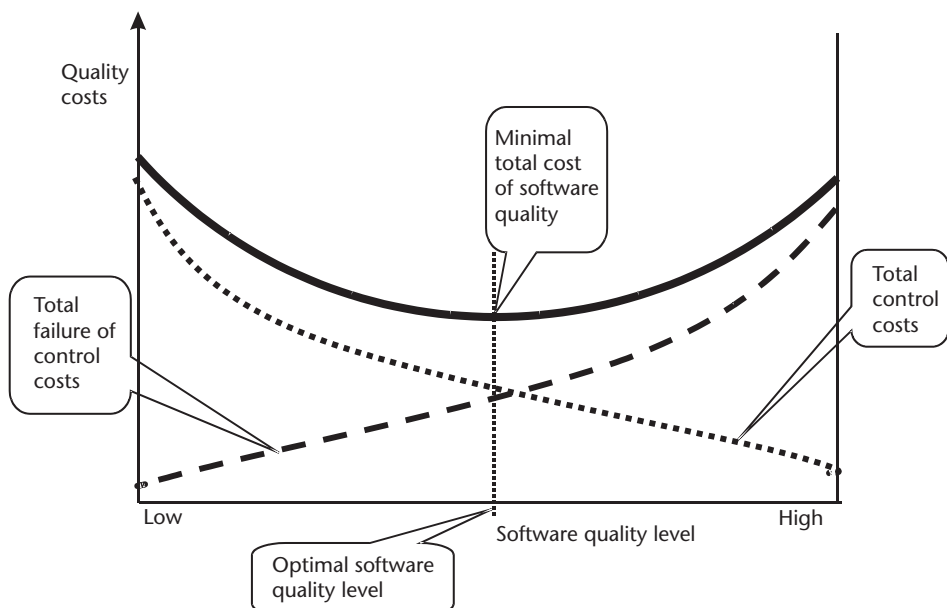 Quality
costs
Minimal
total cost
of software
quality
Total
failure of
control
costs
Total
control
costs
Low
Software quality level
High
Optimal software
quality level